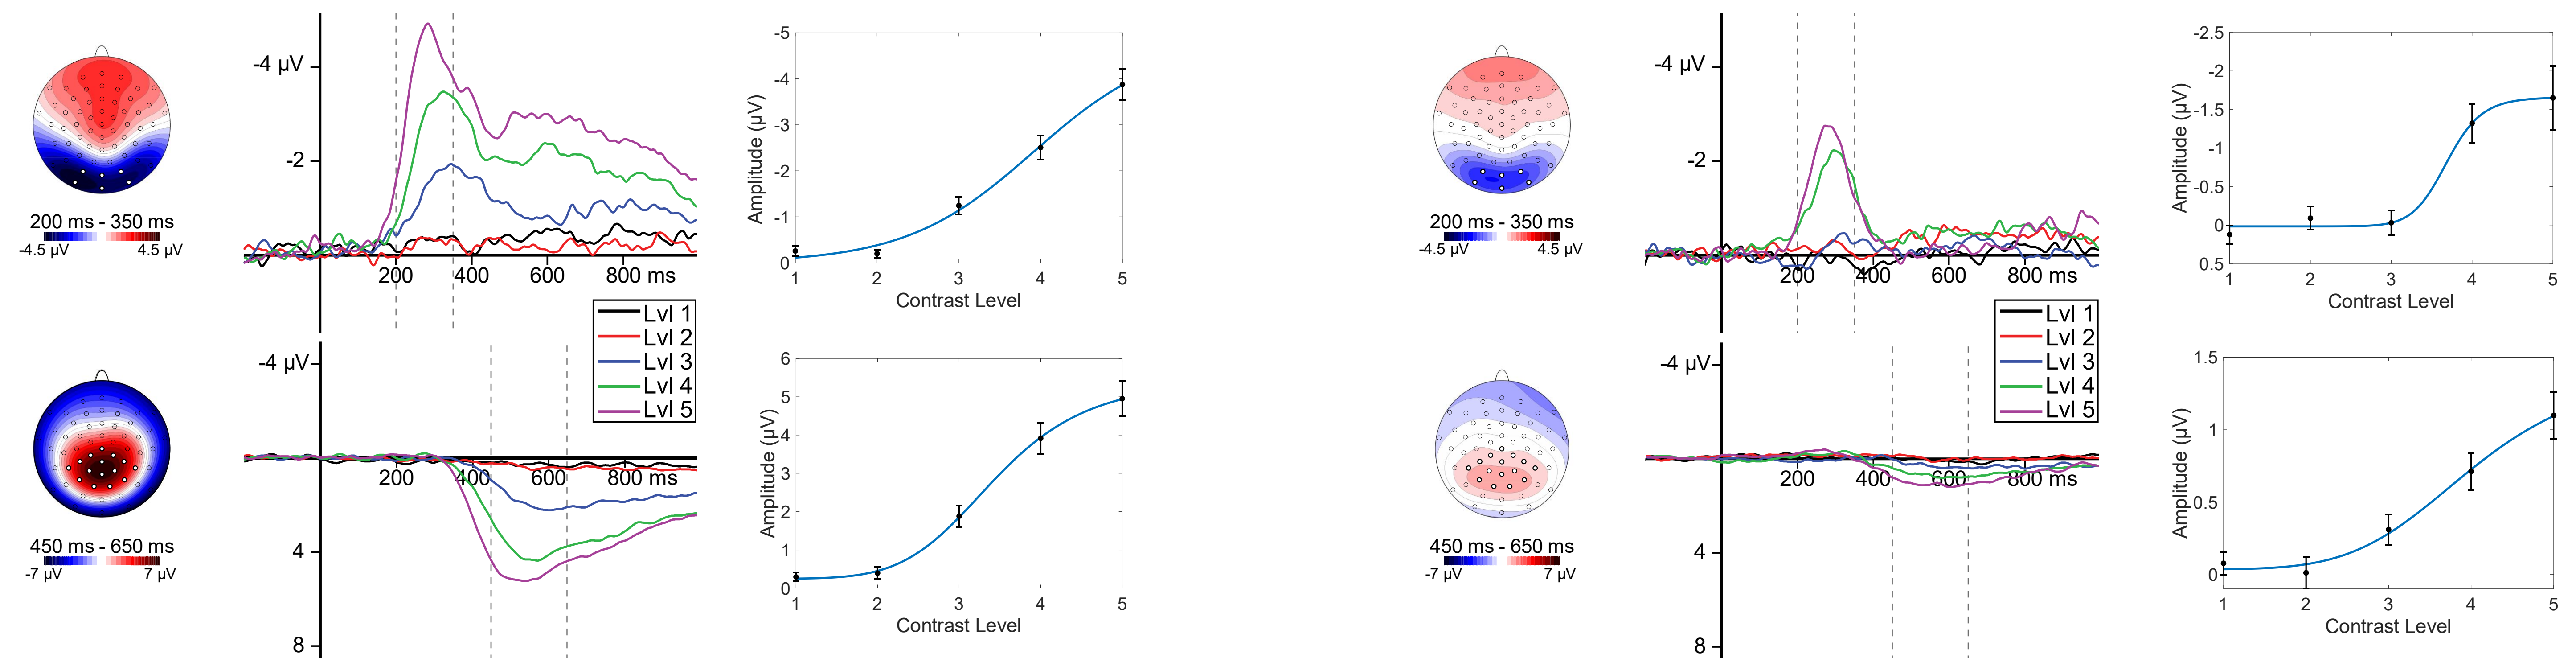 -4 µV
-2
200 400 600 800 ms
200 ms - 350 ms
-4.5 µV 4.5 µV
-5
-4
-3
-2
-1
0
1 2 3 4 5
Amplitude (µV)
Contrast Level
Lvl 1
Lvl 2
Lvl 3
Lvl 4
Lvl 5
-4 µV
200 400 600 800 ms
4
8
450 ms - 650 ms
-7 µV 7 µV
6
5
4
3
2
1
0
1 2 3 4 5
Amplitude (µV)
Contrast Level
-4 µV
-2
200 400 600 800 ms
200 ms - 350 ms
-4.5 µV 4.5 µV
-2.5
-2
-1.5
-1
-0.5
0
0.5
1 2 3 4 5
Amplitude (µV)
Contrast Level
Lvl 1
Lvl 2
Lvl 3
Lvl 4
Lvl 5
-4 µV
200 400 600 800 ms
4
8
450 ms - 650 ms
-7 µV 7 µV
1.5
1
0.5
0
1 2 3 4 5
Amplitude (µV)
Contrast Level